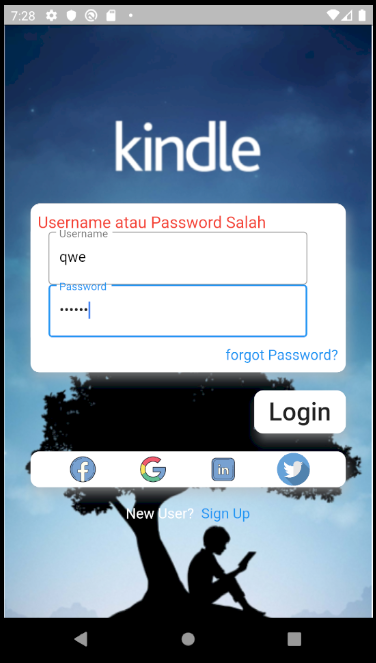 7:28
kindle
Username atau Password Salah
Username
qwe
Password
••••••
forgot Password?
Login
f G in
New User? Sign Up